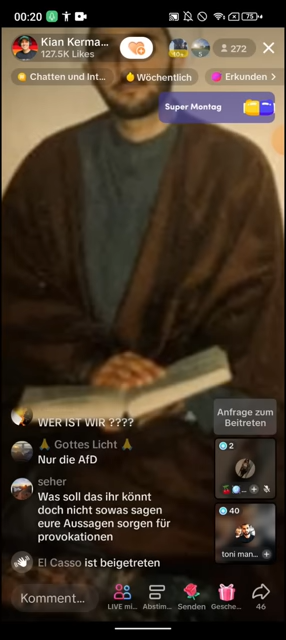 00:20
75
Kian Kerma...
127.5K Likes
272
Chatten und Int...
Wöchentlich
Erkunden >
Super Montag
WER IST WIR ????
Gottes Licht
Nur die AfD
seher
Was soll das ihr könnt
doch nicht sowas sagen
eure Aussagen sorgen für
provokationen
El Casso ist beigetreten
Anfrage zum
Beitreten
2
40
toni man...
Komment...
LIVE mi...
Abstim...
Senden
Gesche...
46